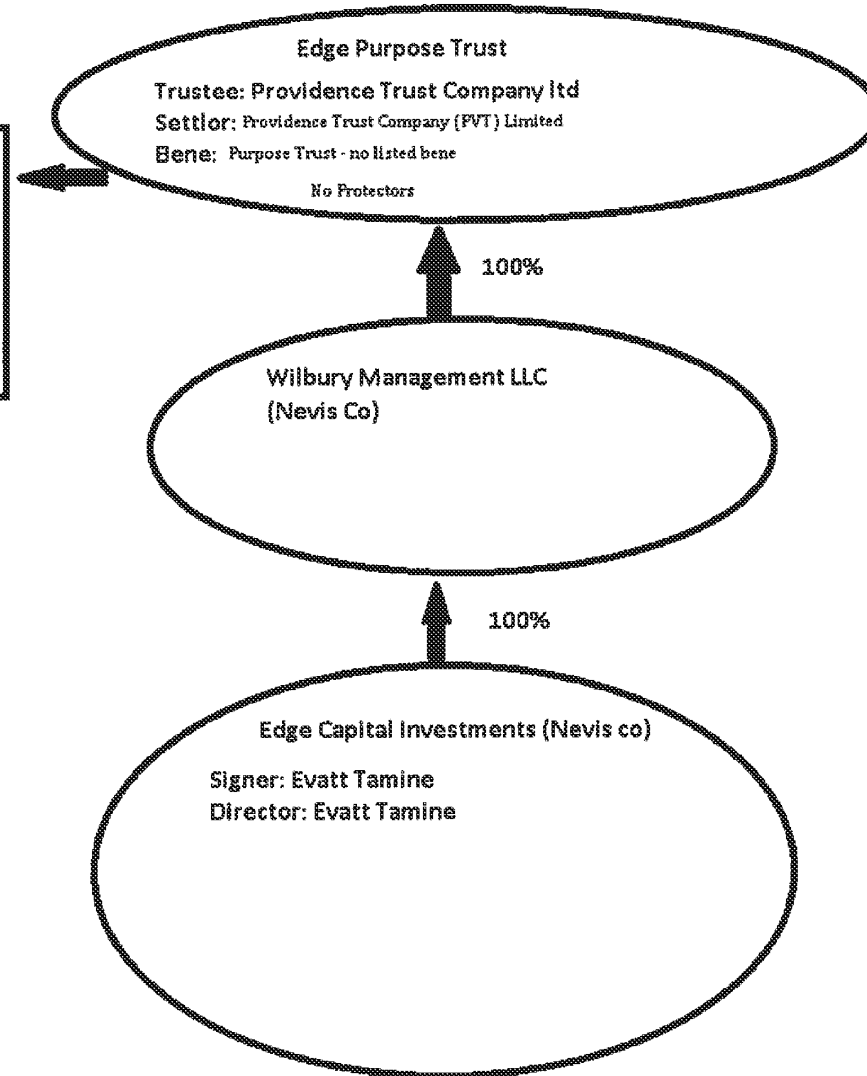 Edge Purpose Trust
Trustee: Providence Trust Company ltd
Settlor: Providence Trust Company (PVT) Limited
Bene: Purpose Trust - no listed bene
No Protectors
100%
Wilbury Management LLC
(Nevis Co)
100%
Edge Capital Investments (Nevis co)
Signer: Evatt Tamine
Director: Evatt Tamine